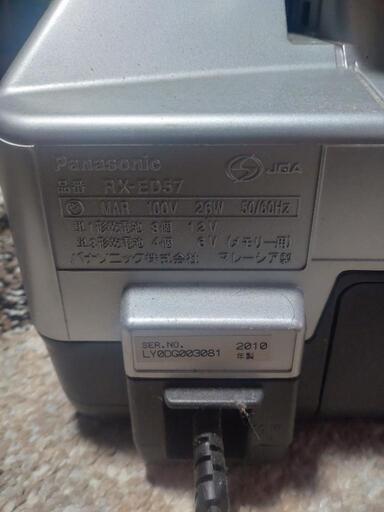 Panasonic
品番 RX-ED57
MAR 100V 26W 50/60Hz
単1形乾電池 8個 12V
単3形乾電池 4個 6V (メモリー用)
パナソニック株式会社 マレーシア製
JQA
SER.NO. 2010
LY0DG003081 年製